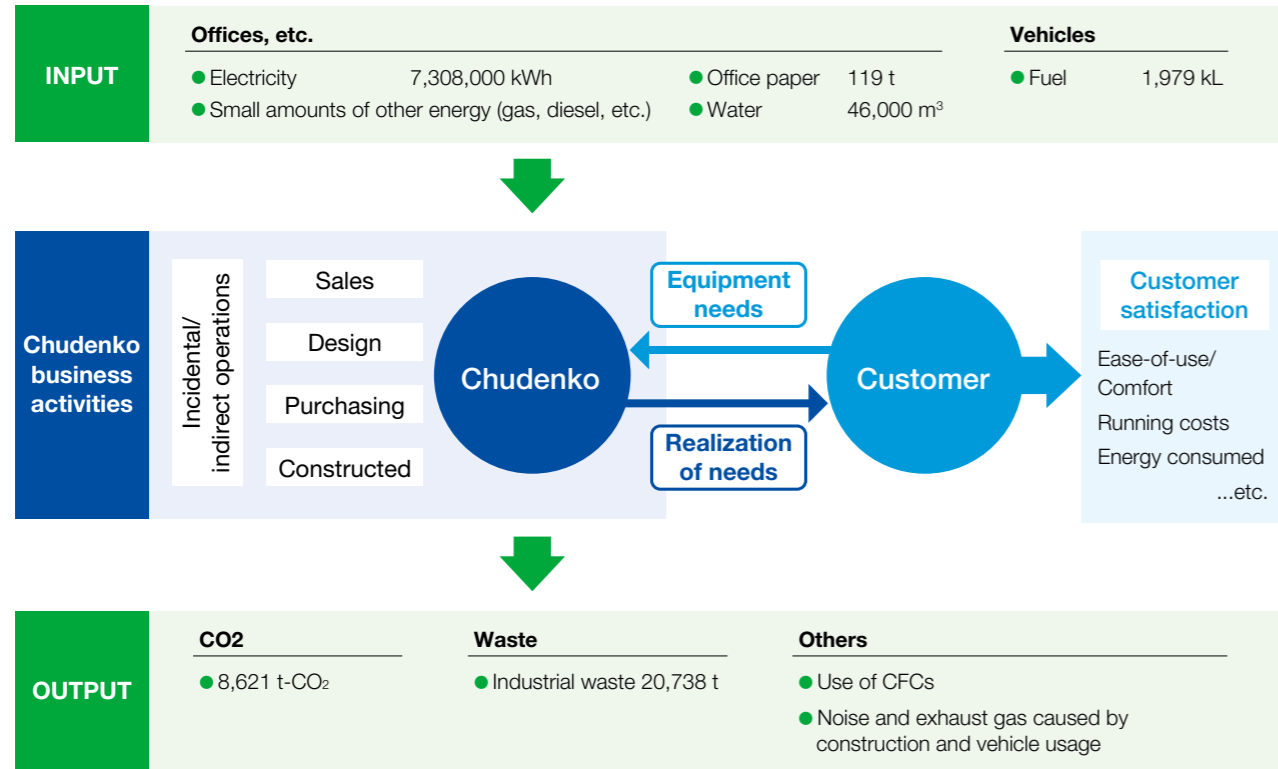 INPUT
Offices, etc.
Electricity 7,308,000 kWh
Small amounts of other energy (gas, diesel, etc.)
Office paper 119 t
Water 46,000 m³
Vehicles
Fuel 1,979 kL
Chudenko
business
activities
Incidental/
indirect operations
Sales
Design
Purchasing
Constructed
Chudenko
Equipment
needs
Realization
of needs
Customer
Customer
satisfaction
Ease-of-use/
Comfort
Running costs
Energy consumed
...etc.
OUTPUT
CO2
8,621 t-CO₂
Waste
Industrial waste 20,738 t
Others
Use of CFCs
Noise and exhaust gas caused by
construction and vehicle usage